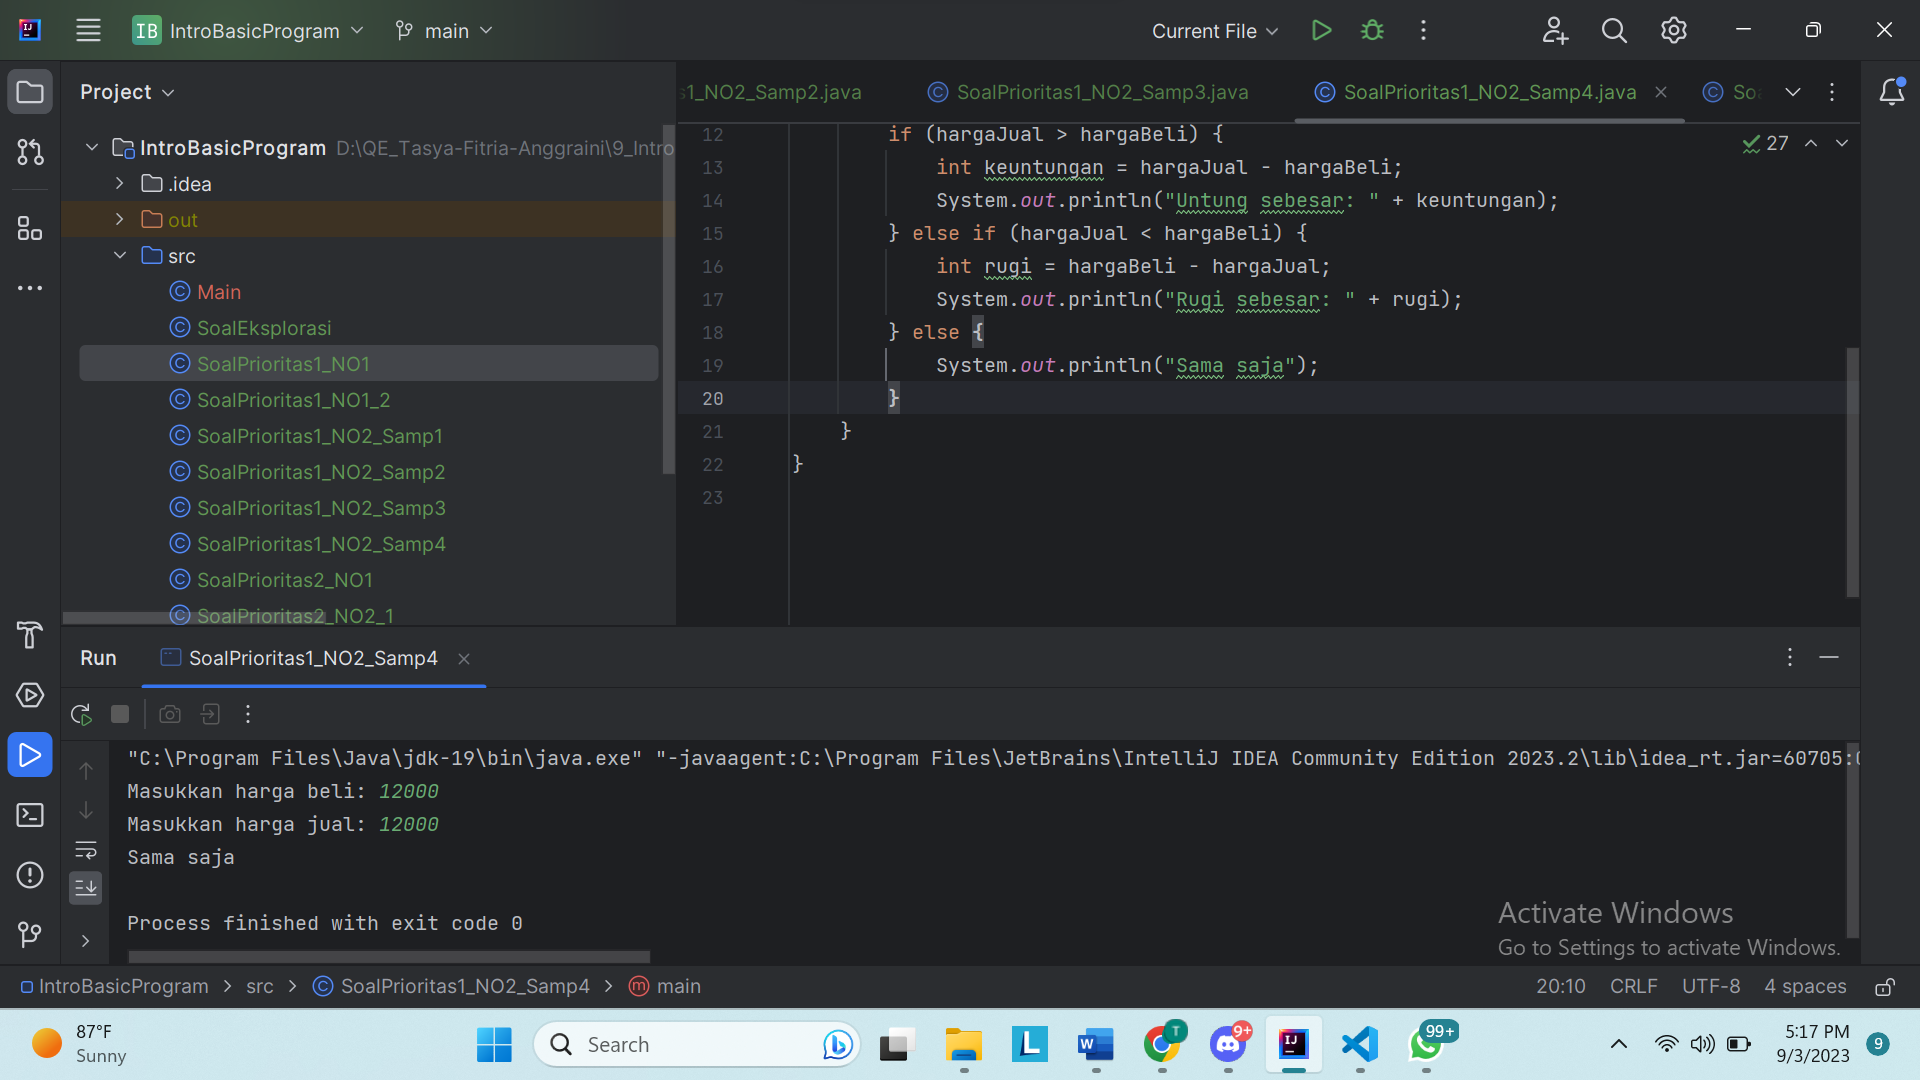 IB IntroBasicProgram main Current File
Project
IntroBasicProgram D:\QE_Tasya-Fitria-Anggraini\9_Intro
.idea
out
src
Main
SoalEksplorasi
SoalPrioritas1_NO1
SoalPrioritas1_NO1_2
SoalPrioritas1_NO2_Samp1
SoalPrioritas1_NO2_Samp2
SoalPrioritas1_NO2_Samp3
SoalPrioritas1_NO2_Samp4
SoalPrioritas2_NO1
SoalPrioritas2_NO2_1
s1_NO2_Samp2.java SoalPrioritas1_NO2_Samp3.java SoalPrioritas1_NO2_Samp4.java Soa
27
12 if (hargaJual > hargaBeli) {
13 int keuntungan = hargaJual - hargaBeli;
14 System.out.println("Untung sebesar: " + keuntungan);
15 } else if (hargaJual < hargaBeli) {
16 int rugi = hargaBeli - hargaJual;
17 System.out.println("Rugi sebesar: " + rugi);
18 } else {
19 System.out.println("Sama saja");
20 }
21 }
22 }
23
Run SoalPrioritas1_NO2_Samp4
"C:\Program Files\Java\jdk-19\bin\java.exe" "-javaagent:C:\Program Files\JetBrains\IntelliJ IDEA Community Edition 2023.2\lib\idea_rt.jar=60705:
Masukkan harga beli: 12000
Masukkan harga jual: 12000
Sama saja
Process finished with exit code 0
Activate Windows
Go to Settings to activate Windows.
IntroBasicProgram > src > SoalPrioritas1_NO2_Samp4 > main 20:10 CRLF UTF-8 4 spaces
87°F
Sunny
Search
T
9+
99+
5:17 PM
9/3/2023
9